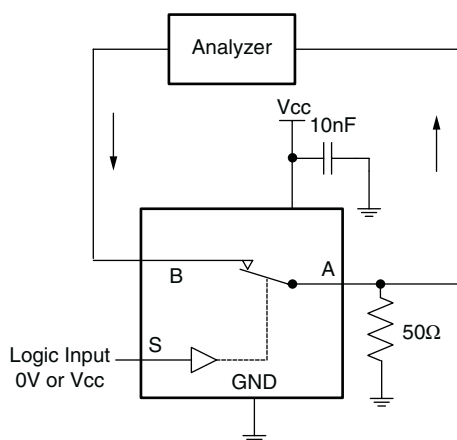 Analyzer
Vcc
10nF
B
A
S
50Ω
Logic Input
0V or Vcc
GND